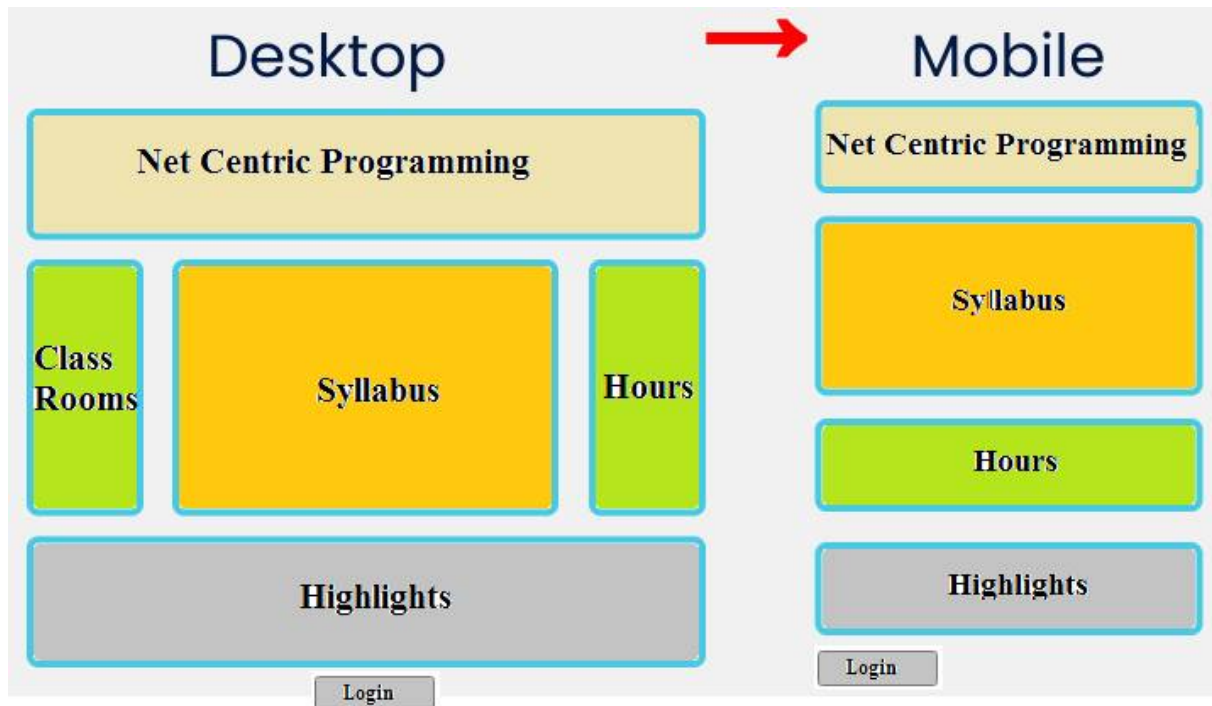 Desktop
Mobile
Net Centric Programming
Class
Rooms
Syllabus
Hours
Highlights
Login
Net Centric Programming
Syllabus
Hours
Highlights
Login